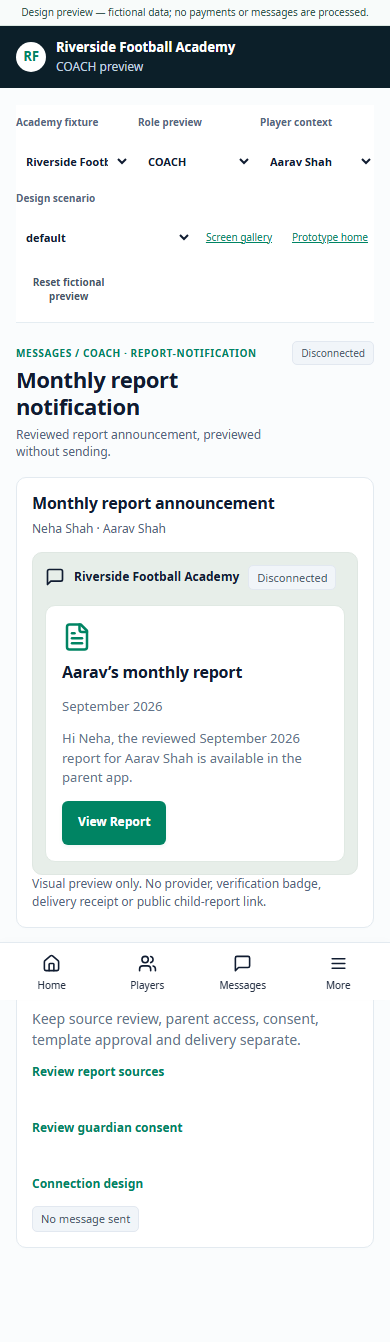 Design preview — fictional data; no payments or messages are processed.
RF
Riverside Football Academy
COACH preview
Academy fixture
Role preview
Player context
Riverside Footb
COACH
Aarav Shah
Design scenario
default
Screen gallery
Prototype home
Reset fictional
preview
MESSAGES / COACH · REPORT-NOTIFICATION
Disconnected
Monthly report
notification
Reviewed report announcement, previewed
without sending.
Monthly report announcement
Neha Shah · Aarav Shah
Riverside Football Academy
Disconnected
Aarav’s monthly report
September 2026
Hi Neha, the reviewed September 2026
report for Aarav Shah is available in the
parent app.
View Report
Visual preview only. No provider, verification badge,
delivery receipt or public child-report link.
Home
Players
Messages
More
Keep source review, parent access, consent,
template approval and delivery separate.
Review report sources
Review guardian consent
Connection design
No message sent